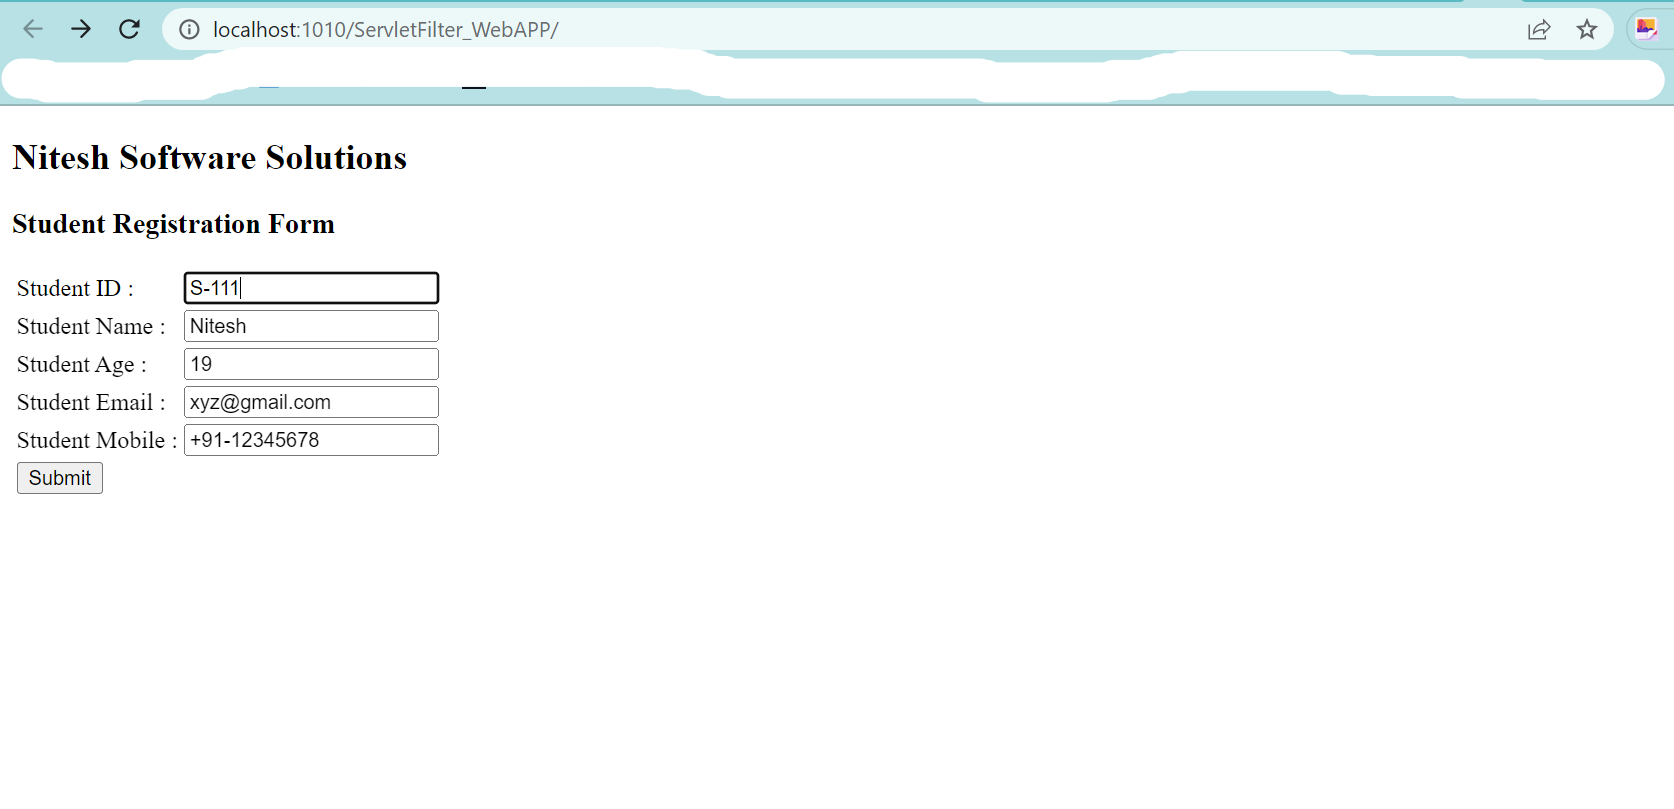 localhost:1010/ServletFilter_WebAPP/
Nitesh Software Solutions
Student Registration Form
Student ID : S-111
Student Name : Nitesh
Student Age : 19
Student Email : xyz@gmail.com
Student Mobile : +91-12345678
Submit